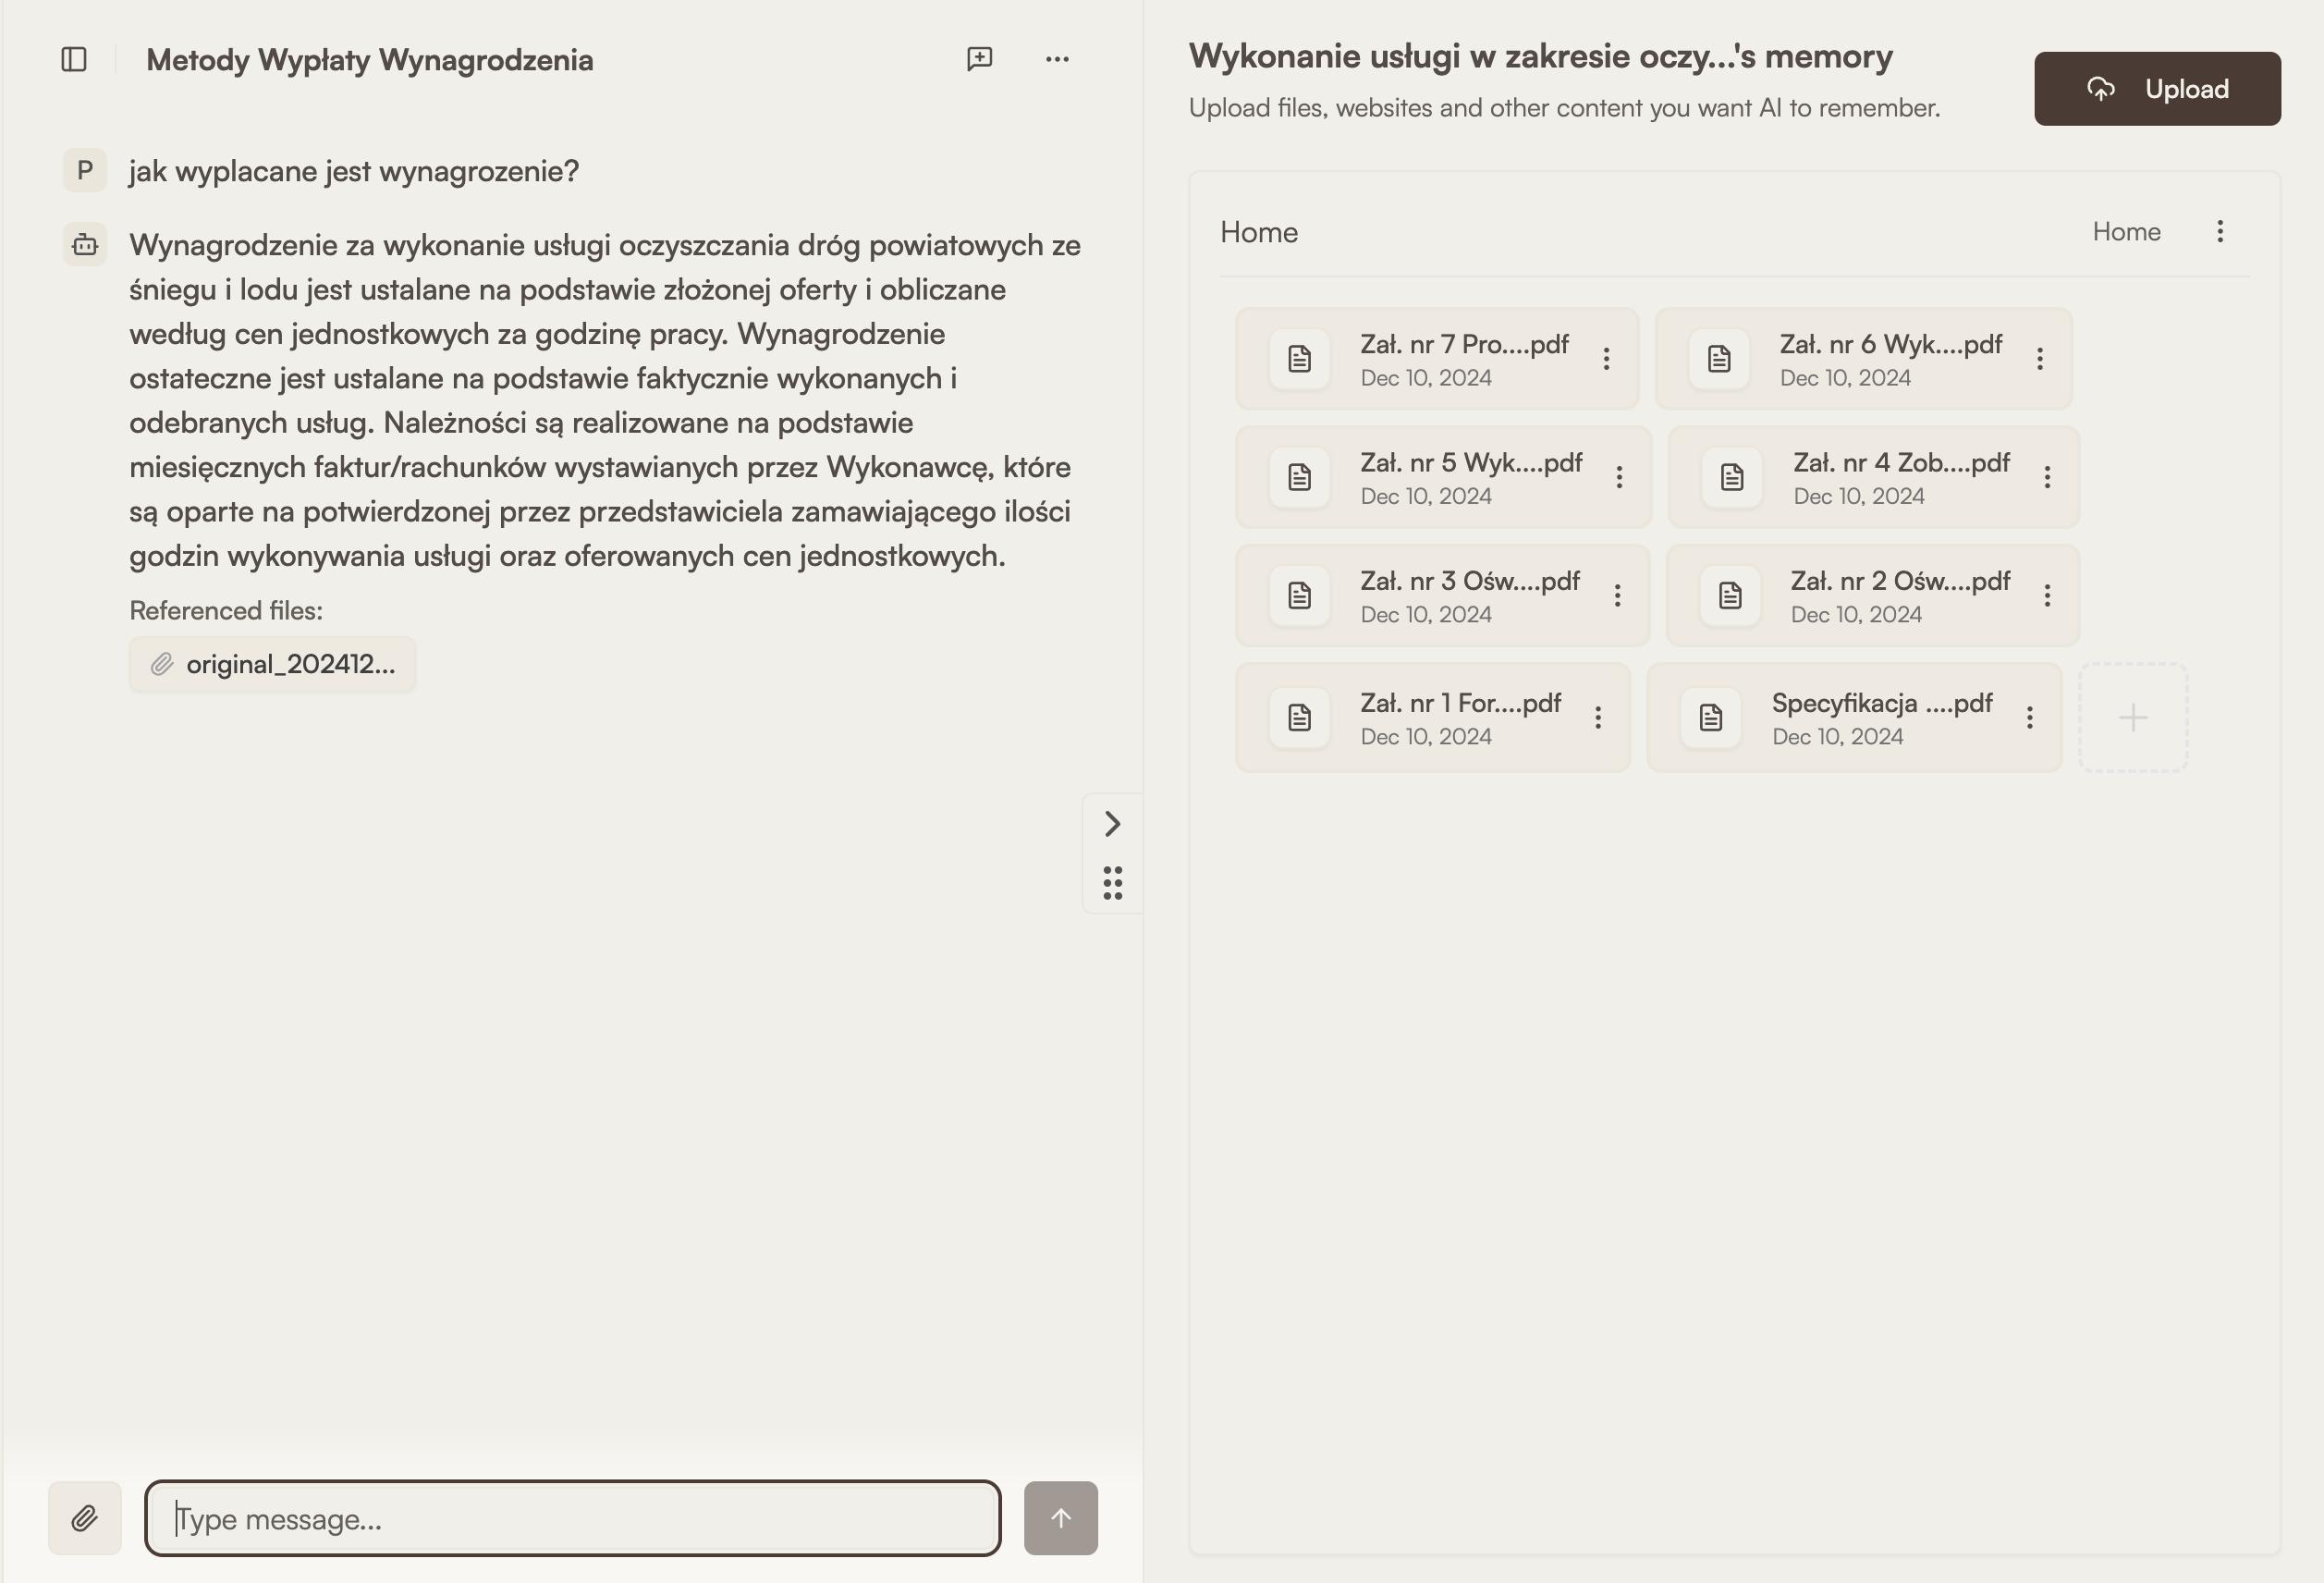 Metody Wypłaty Wynagrodzenia
P
jak wyplacane jest wynagrozenie?
Wynagrodzenie za wykonanie usługi oczyszczania dróg powiatowych ze
śniegu i lodu jest ustalane na podstawie złożonej oferty i obliczane
według cen jednostkowych za godzinę pracy. Wynagrodzenie
ostateczne jest ustalane na podstawie faktycznie wykonanych i
odebranych usług. Należności są realizowane na podstawie
miesięcznych faktur/rachunków wystawianych przez Wykonawcę, które
są oparte na potwierdzonej przez przedstawiciela zamawiającego ilości
godzin wykonywania usługi oraz oferowanych cen jednostkowych.
Referenced files:
original_202412...
Type message...
Wykonanie usługi w zakresie oczy...'s memory
Upload files, websites and other content you want AI to remember.
Upload
Home
Home
Zał. nr 7 Pro....pdf
Dec 10, 2024
Zał. nr 6 Wyk....pdf
Dec 10, 2024
Zał. nr 5 Wyk....pdf
Dec 10, 2024
Zał. nr 4 Zob....pdf
Dec 10, 2024
Zał. nr 3 Ośw....pdf
Dec 10, 2024
Zał. nr 2 Ośw....pdf
Dec 10, 2024
Zał. nr 1 For....pdf
Dec 10, 2024
Specyfikacja ....pdf
Dec 10, 2024